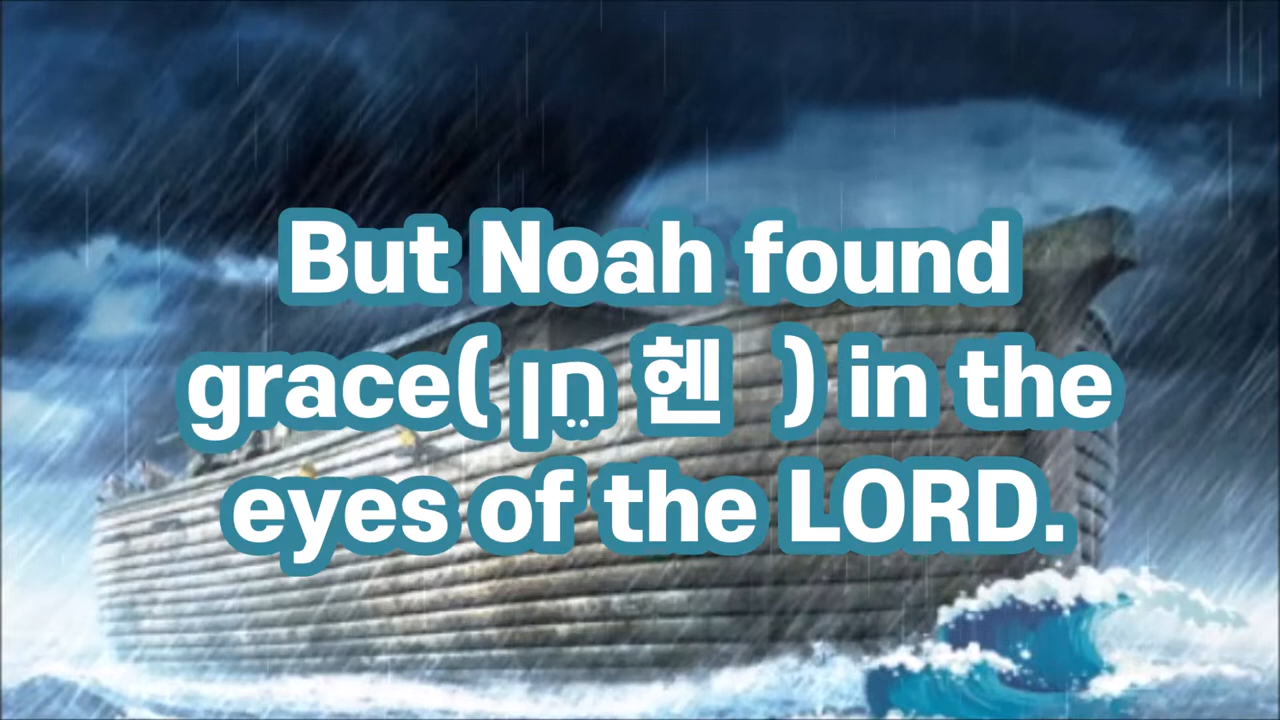 But Noah found
grace( חֵן 헨 ) in the
eyes of the LORD.